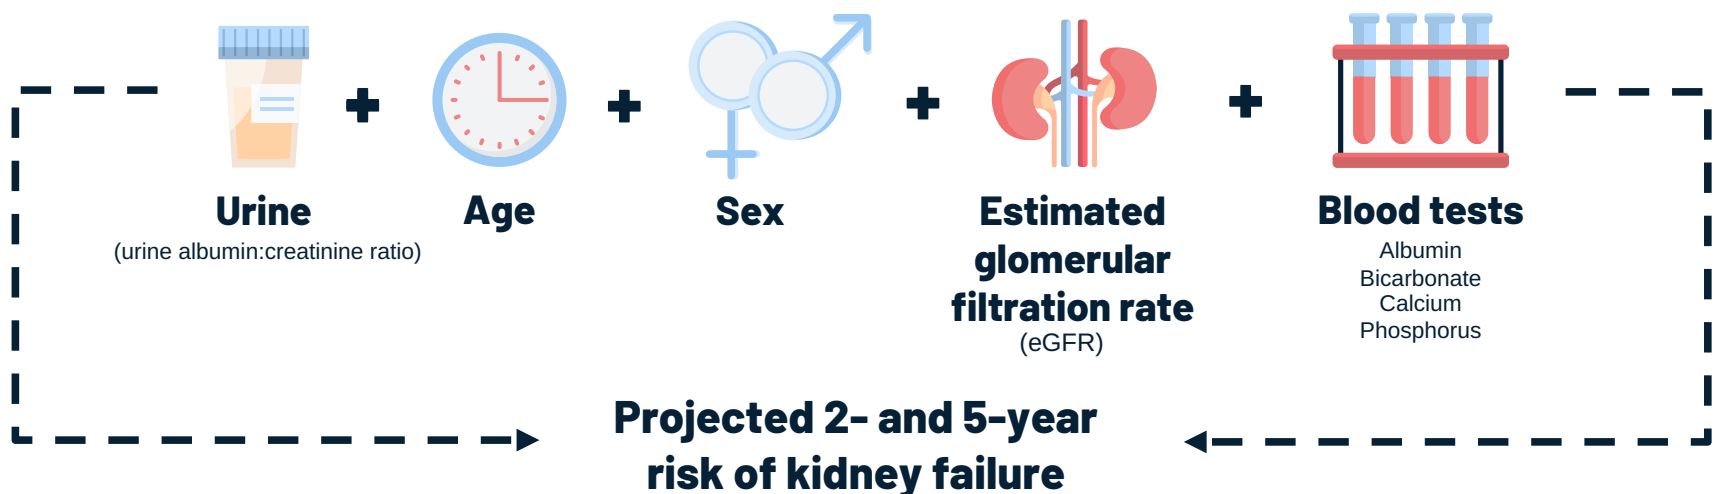 Urine
(urine albumin:creatinine ratio)
Age
Sex
Estimated
glomerular
filtration rate
(eGFR)
Blood tests
Albumin
Bicarbonate
Calcium
Phosphorus
Projected 2- and 5-year
risk of kidney failure